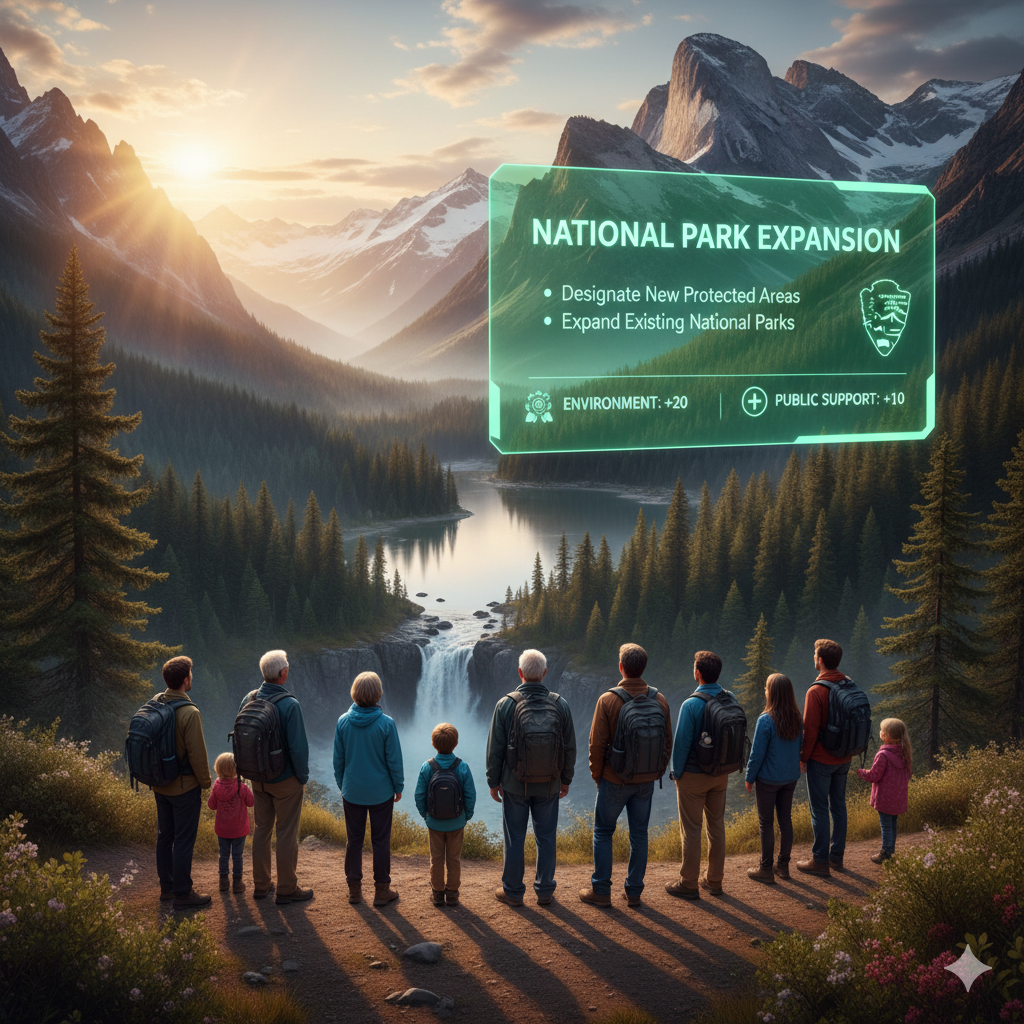 NATIONAL PARK EXPANSION
• Designate New Protected Areas
• Expand Existing National Parks
ENVIRONMENT: +20
PUBLIC SUPPORT: +10